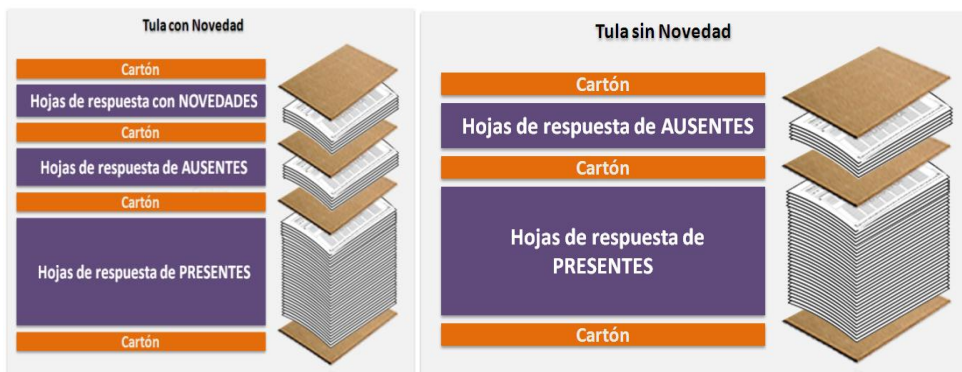 Tula con Novedad
Cartón
Hojas de respuesta con NOVEDADES
Cartón
Hojas de respuesta de AUSENTES
Cartón
Hojas de respuesta de PRESENTES
Cartón
Tula sin Novedad
Cartón
Hojas de respuesta de AUSENTES
Cartón
Hojas de respuesta de
PRESENTES
Cartón